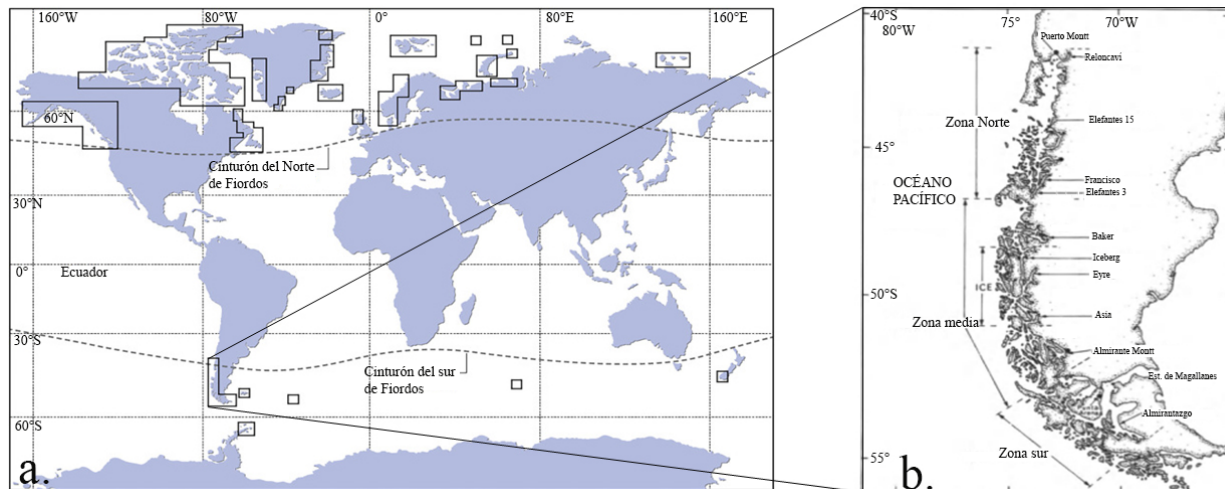 160°W
80°W
0°
80°E
160°E
60°N
Cinturón del Norte
de Fiordos
30°N
0°
Ecuador
30°S
Cinturón del sur
de Fiordos
60°S
a.
40°S
80°W
75°W
70°W
Puerto Montt
Reloncavi
Zona Norte
Elefantes 15
45°S
OCÉANO
PACÍFICO
Francisco
Elefantes 3
Baker
Iceberg
Eyre
ICE
50°S
Zona media
Asia
Almirante Montt
Est. de Magallanes
Almirantazgo
Zona sur
55°
b.